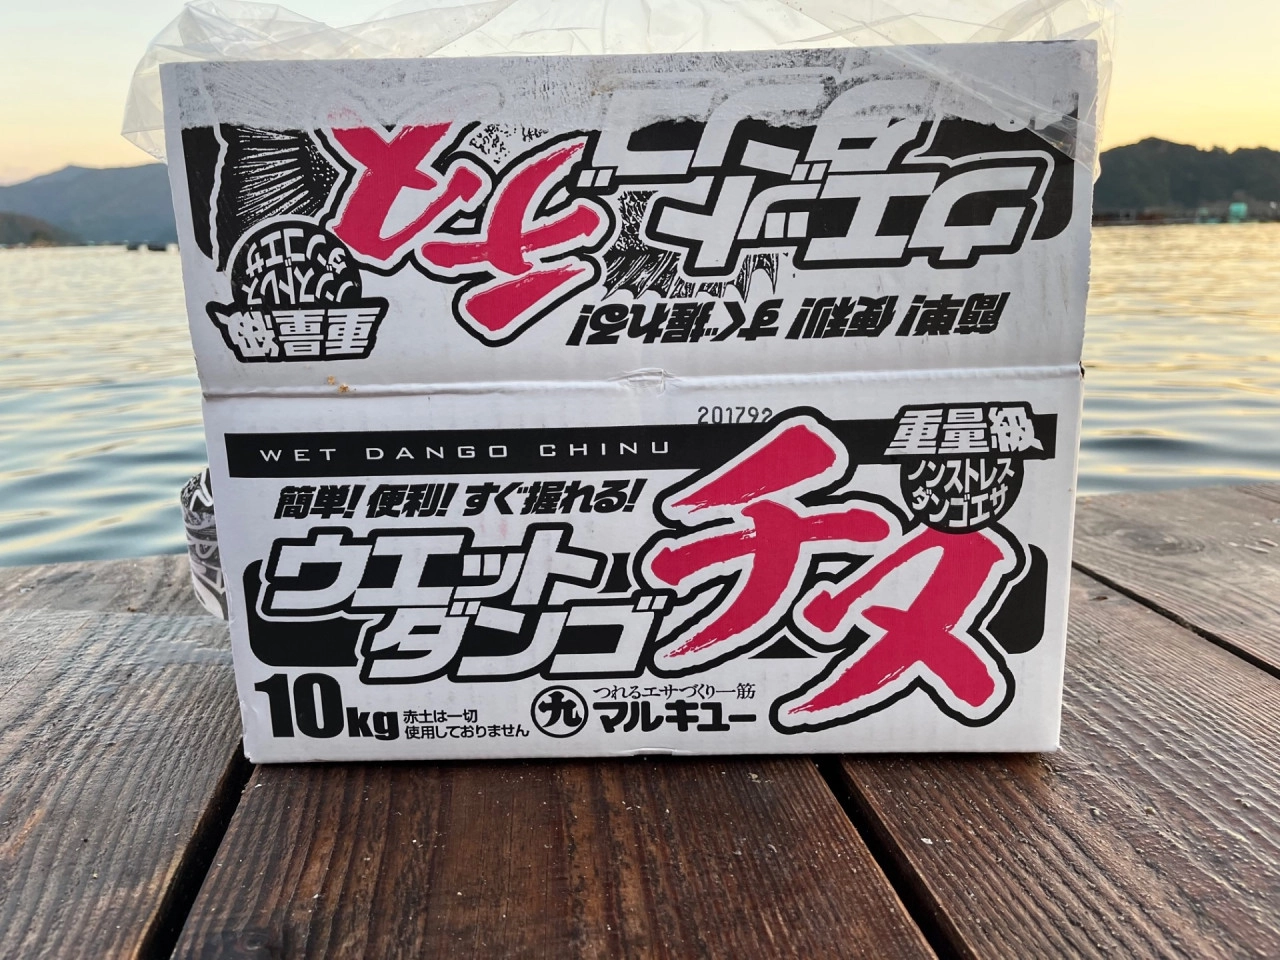 ウエット
ダンゴ
チヌ
簡単! 便利! すぐ握れる!
重量級
ノンストレス
ダンゴエサ
201792
WET DANGO CHINU
重量級
ノンストレス
ダンゴエサ
簡単! 便利! すぐ握れる!
ウエット
ダンゴ
チヌ
10kg
赤土は一切
使用しておりません
九
つれるエサづくり一筋
マルキユー